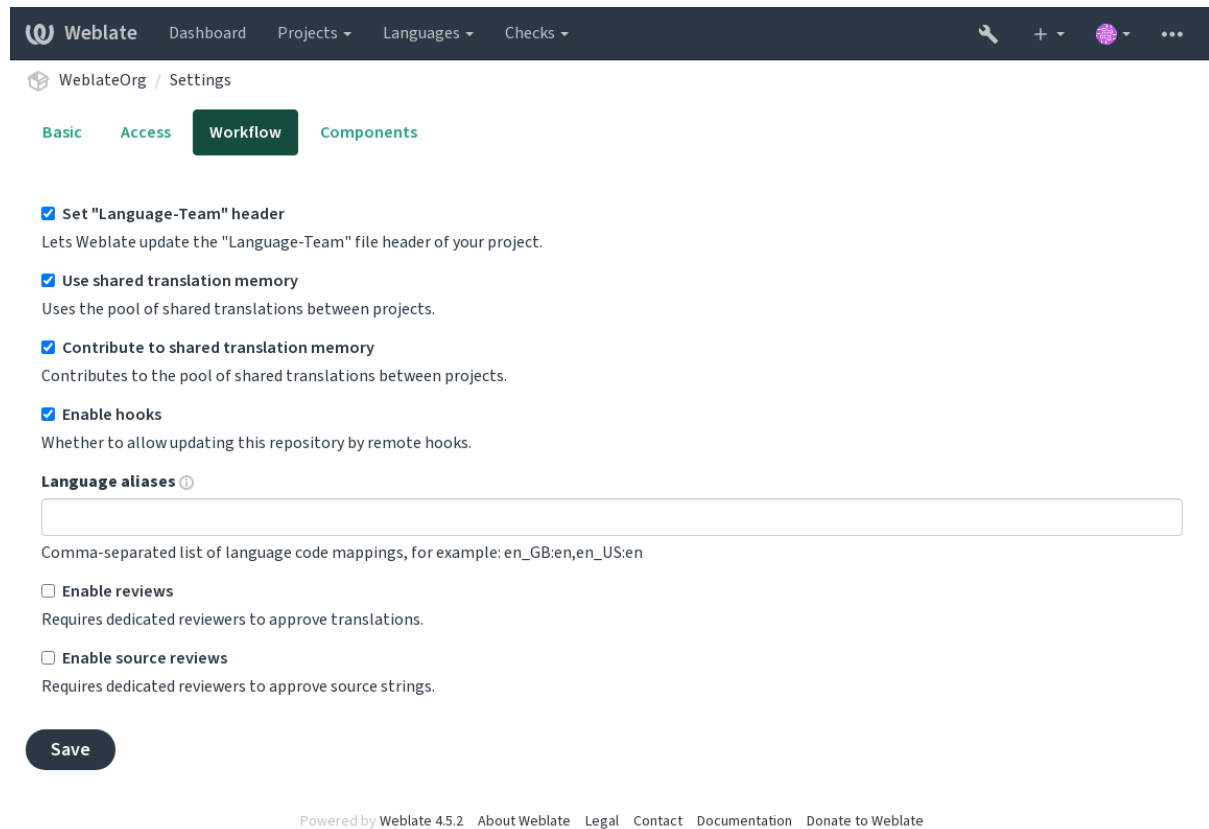 Weblate Dashboard Projects Languages Checks
WeblateOrg / Settings
Basic Access Workflow Components
Set "Language-Team" header
Lets Weblate update the "Language-Team" file header of your project.
Use shared translation memory
Uses the pool of shared translations between projects.
Contribute to shared translation memory
Contributes to the pool of shared translations between projects.
Enable hooks
Whether to allow updating this repository by remote hooks.
Language aliases
Comma-separated list of language code mappings, for example: en_GB:en,en_US:en
Enable reviews
Requires dedicated reviewers to approve translations.
Enable source reviews
Requires dedicated reviewers to approve source strings.
Save
Powered by Weblate 4.5.2 About Weblate Legal Contact Documentation Donate to Weblate